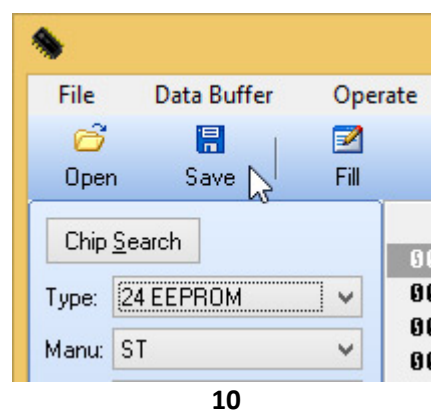 File Data Buffer Operate
Open Save Fill
Chip Search
Type: 24 EEPROM
Manu: ST
10